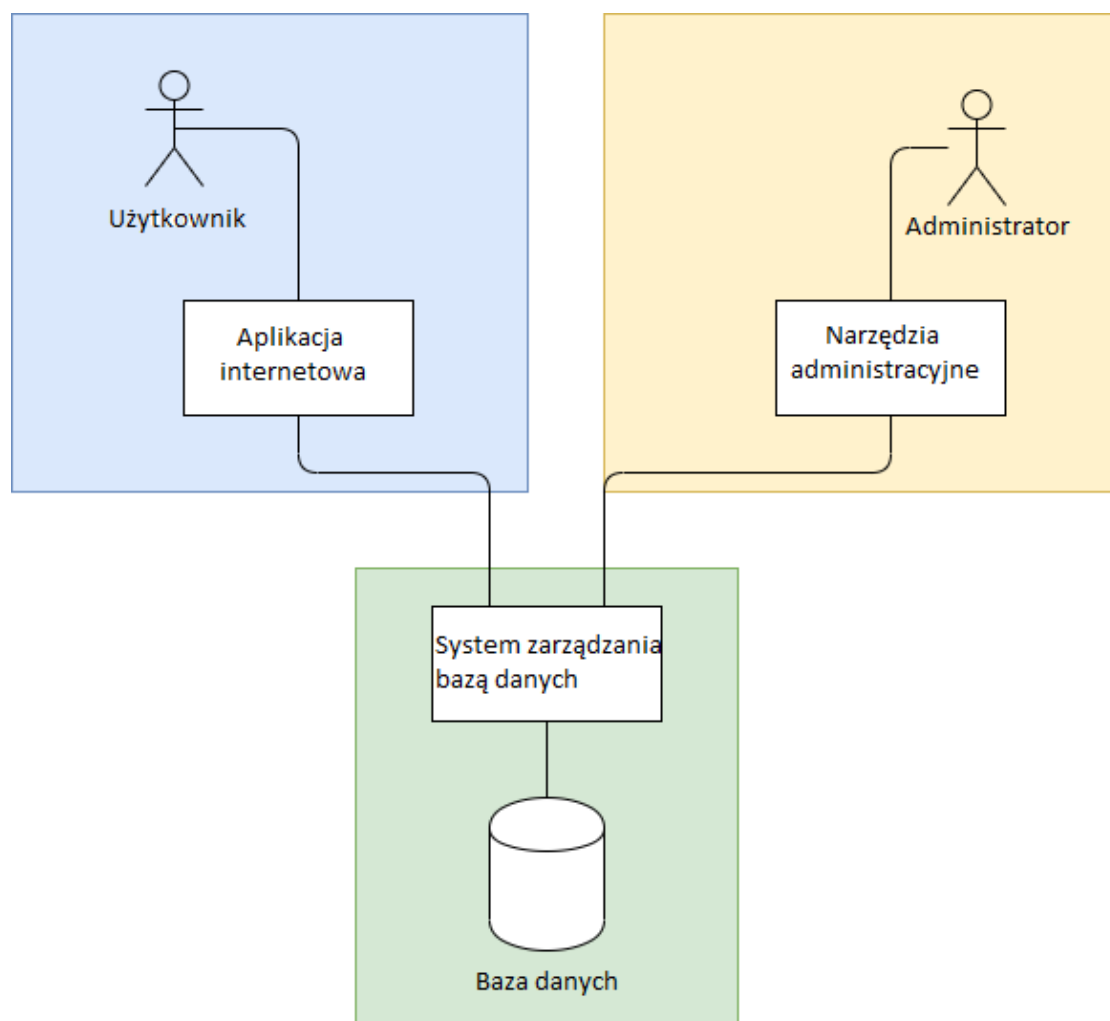 Użytkownik
Administrator
Aplikacja
internetowa
Narzędzia
administracyjne
System zarządzania
bazą danych
Baza danych